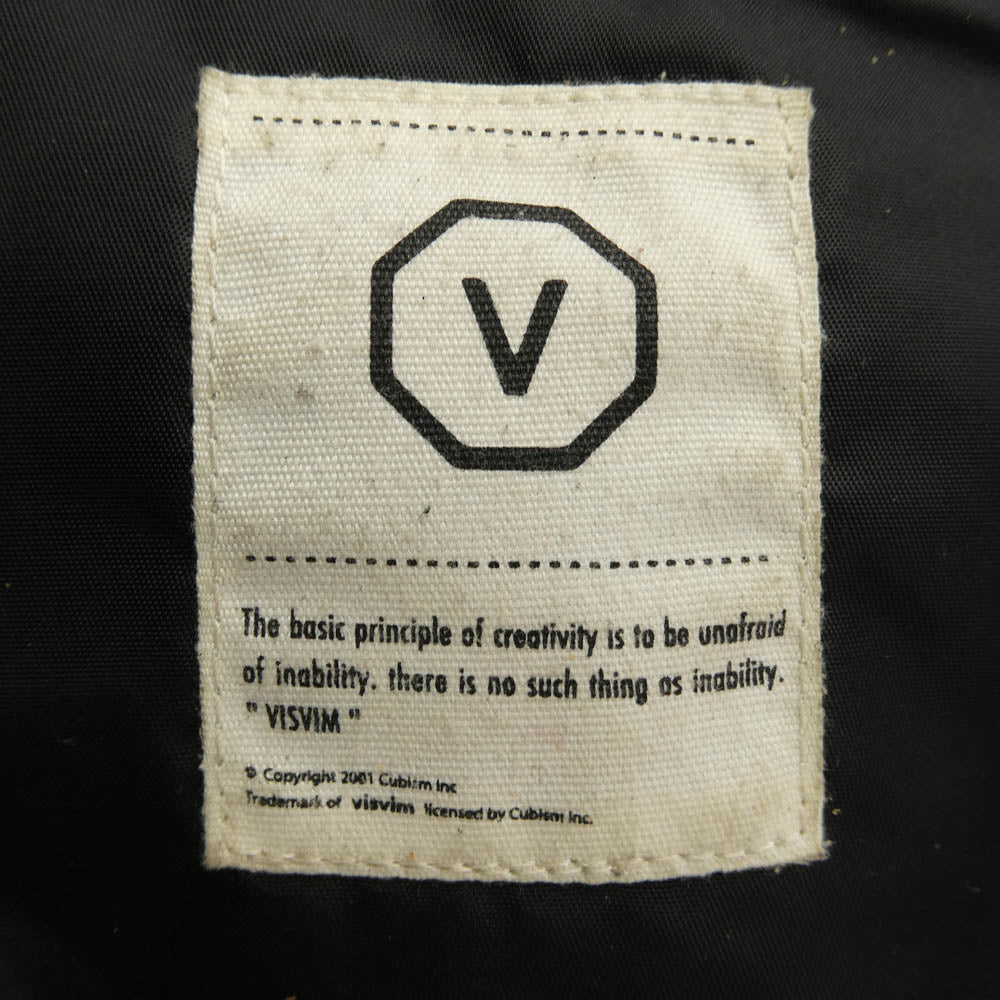 V
The basic principle of creativity is to be unafraid
of inability. there is no such thing as inability.
" VISVIM "
© Copyright 2001 Cubism Inc
Trademark of visvim licensed by Cubism Inc.